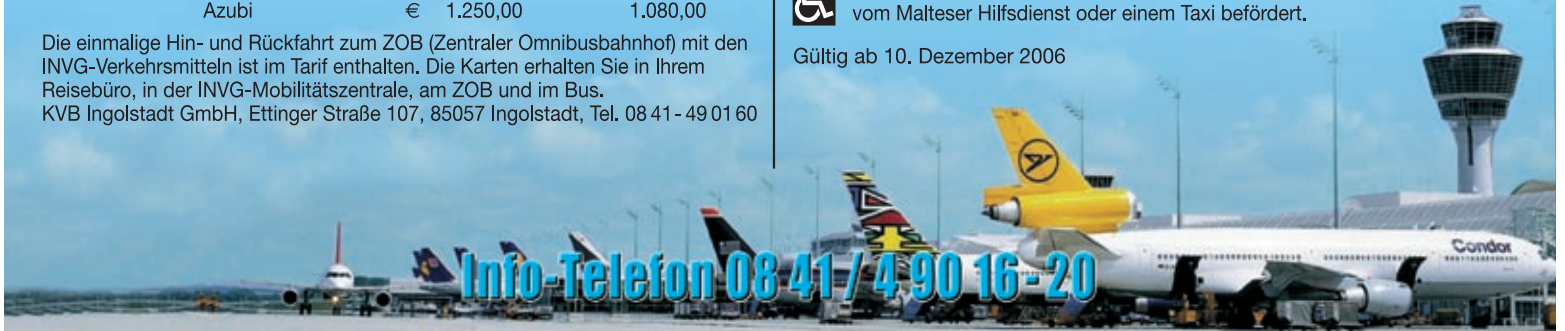 Azubi € 1.250,00 1.080,00
Die einmalige Hin- und Rückfahrt zum ZOB (Zentraler Omnibusbahnhof) mit den
INVG-Verkehrsmitteln ist im Tarif enthalten. Die Karten erhalten Sie in Ihrem
Reisebüro, in der INVG-Mobilitätszentrale, am ZOB und im Bus.
KVB Ingolstadt GmbH, Ettinger Straße 107, 85057 Ingolstadt, Tel. 08 41 - 49 01 60
vom Malteser Hilfsdienst oder einem Taxi befördert.
Gültig ab 10. Dezember 2006
Condor
Info-Telefon 08 41 / 4 90 16 - 20